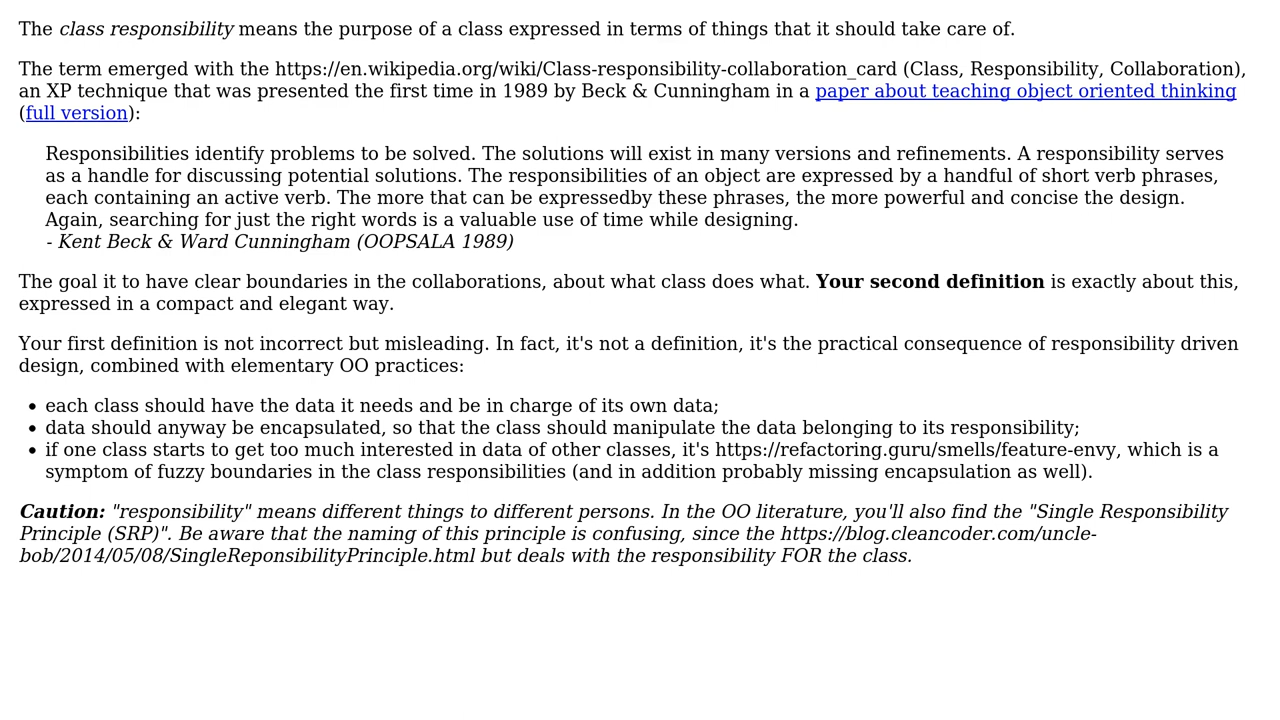 The class responsibility means the purpose of a class expressed in terms of things that it should take care of.
The term emerged with the https://en.wikipedia.org/wiki/Class-responsibility-collaboration_card (Class, Responsibility, Collaboration),
an XP technique that was presented the first time in 1989 by Beck & Cunningham in a paper about teaching object oriented thinking
(full version):
Responsibilities identify problems to be solved. The solutions will exist in many versions and refinements. A responsibility serves
as a handle for discussing potential solutions. The responsibilities of an object are expressed by a handful of short verb phrases,
each containing an active verb. The more that can be expressedby these phrases, the more powerful and concise the design.
Again, searching for just the right words is a valuable use of time while designing.
- Kent Beck & Ward Cunningham (OOPSALA 1989)
The goal it to have clear boundaries in the collaborations, about what class does what. Your second definition is exactly about this,
expressed in a compact and elegant way.
Your first definition is not incorrect but misleading. In fact, it's not a definition, it's the practical consequence of responsibility driven
design, combined with elementary OO practices:
• each class should have the data it needs and be in charge of its own data;
• data should anyway be encapsulated, so that the class should manipulate the data belonging to its responsibility;
• if one class starts to get too much interested in data of other classes, it's https://refactoring.guru/smells/feature-envy, which is a
symptom of fuzzy boundaries in the class responsibilities (and in addition probably missing encapsulation as well).
Caution: "responsibility" means different things to different persons. In the OO literature, you'll also find the "Single Responsibility
Principle (SRP)". Be aware that the naming of this principle is confusing, since the https://blog.cleancoder.com/uncle-
bob/2014/05/08/SingleReponsibilityPrinciple.html but deals with the responsibility FOR the class.